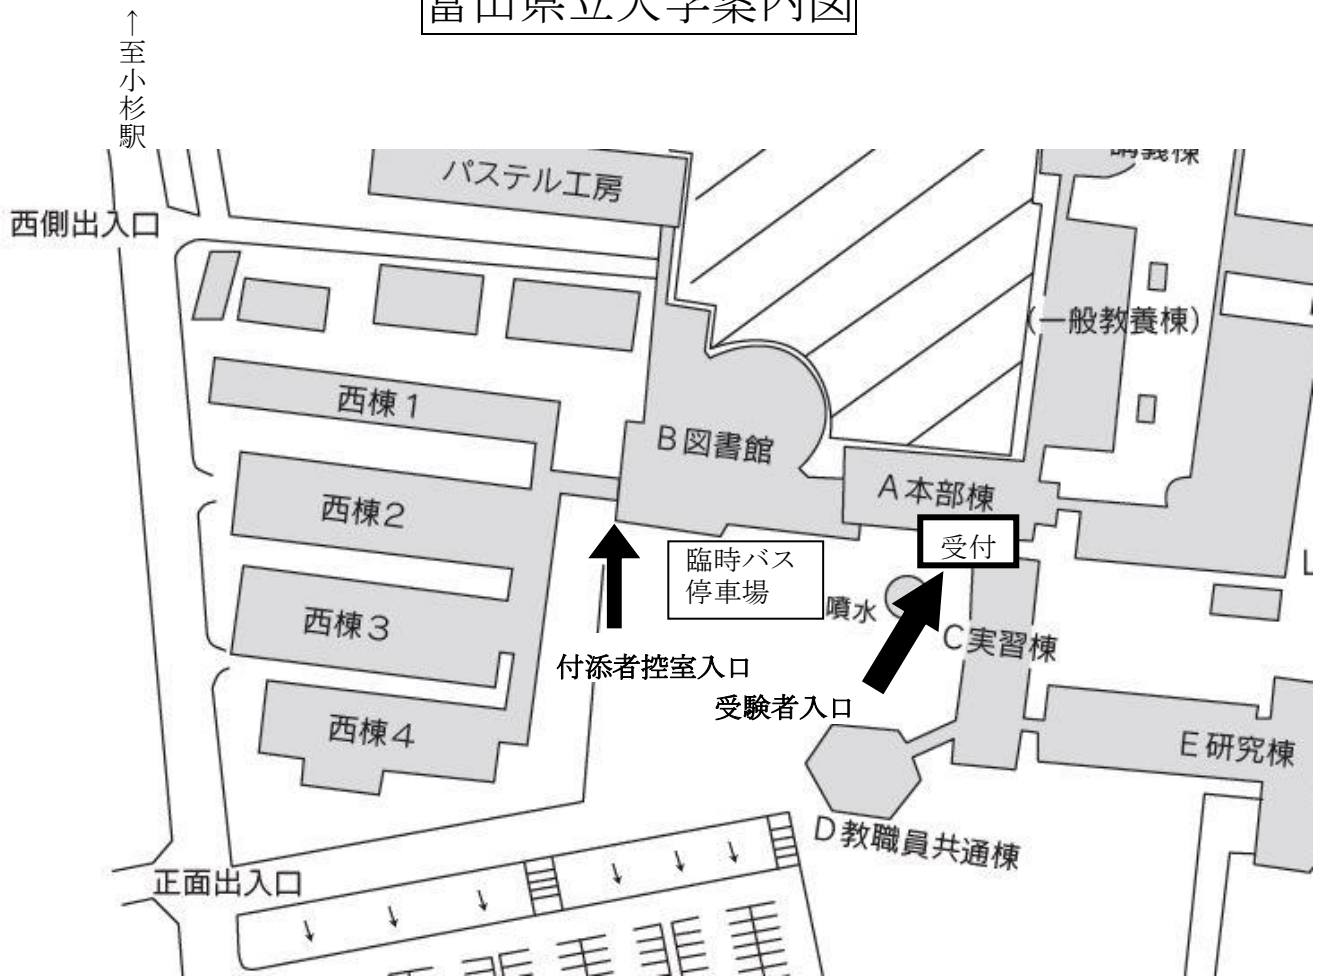 富山県立大学案内図
↑至小杉駅
パステル工房
講義棟
西側出入口
(一般教養棟)
西棟1
B図書館
A本部棟
西棟2
受付
臨時バス
停車場
噴水
西棟3
C実習棟
付添者控室入口
受験者入口
西棟4
E研究棟
D教職員共通棟
正面出入口